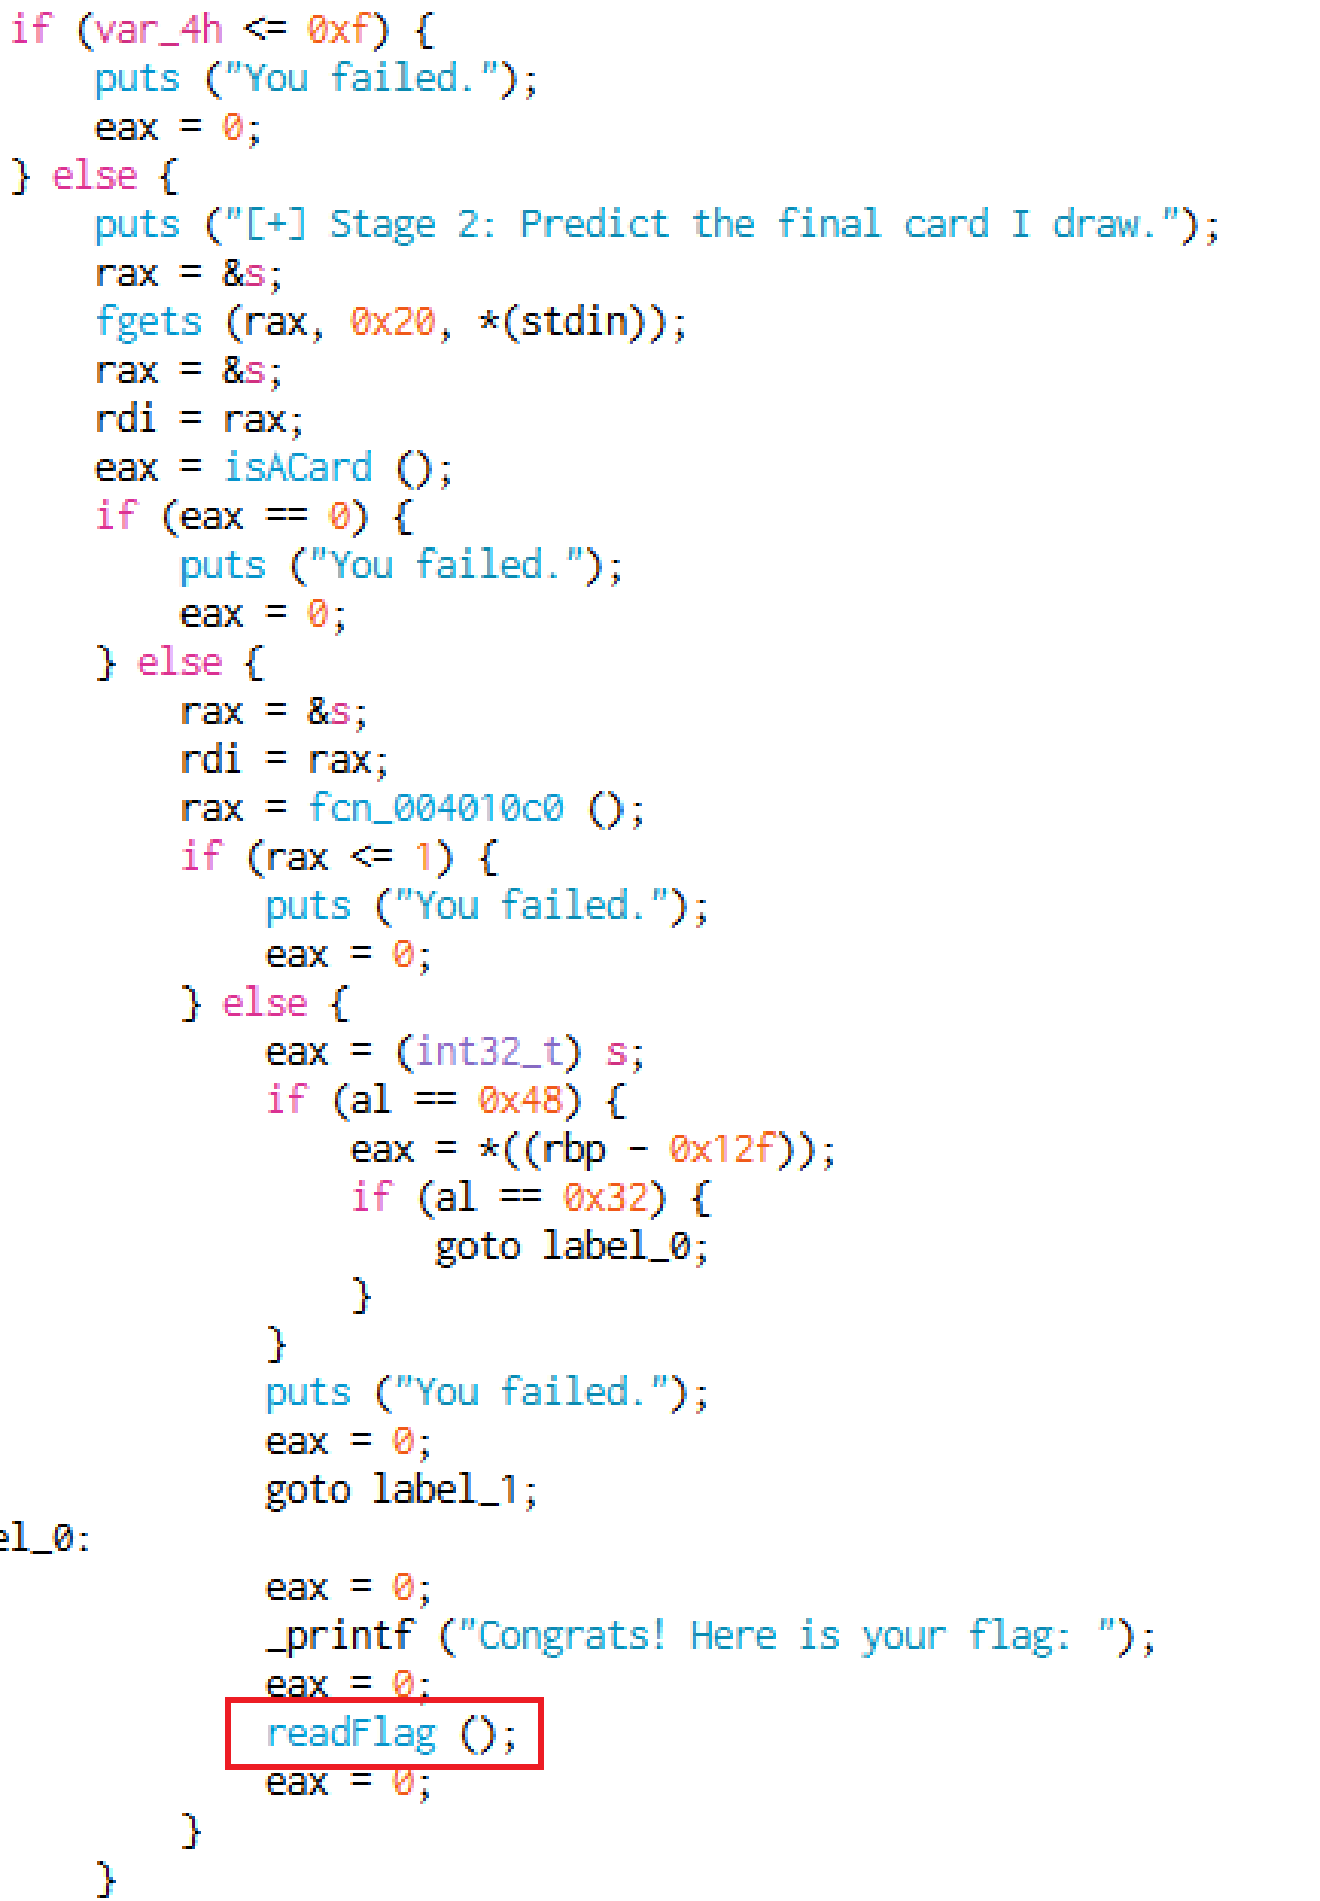 if (var_4h <= 0xf) {
    puts ("You failed.");
    eax = 0;
} else {
    puts ("[+] Stage 2: Predict the final card I draw.");
    rax = &s;
    fgets (rax, 0x20, *(stdin));
    rax = &s;
    rdi = rax;
    eax = isACard ();
    if (eax == 0) {
        puts ("You failed.");
        eax = 0;
    } else {
        rax = &s;
        rdi = rax;
        rax = fcn_004010c0 ();
        if (rax <= 1) {
            puts ("You failed.");
            eax = 0;
        } else {
            eax = (int32_t) s;
            if (al == 0x48) {
                eax = *((rbp - 0x12f));
                if (al == 0x32) {
                    goto label_0;
                }
            }
            puts ("You failed.");
            eax = 0;
            goto label_1;
el_0:
            eax = 0;
            _printf ("Congrats! Here is your flag: ");
            eax = 0;
            readFlag ();
            eax = 0;
        }
    }